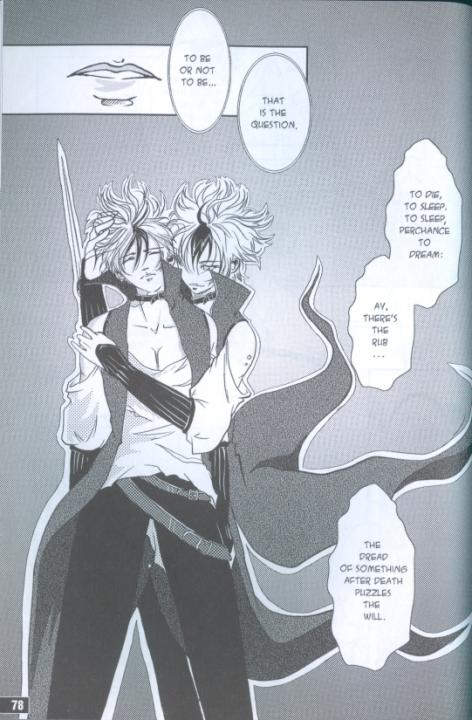 TO BE
OR NOT
TO BE...
THAT
IS THE
QUESTION.
TO DIE,
TO SLEEP.
TO SLEEP,
PERCHANCE
TO
DREAM:
AY,
THERE'S
THE
RUB
...
THE
DREAD
OF SOMETHING
AFTER DEATH
PUZZLES
THE
WILL.
78